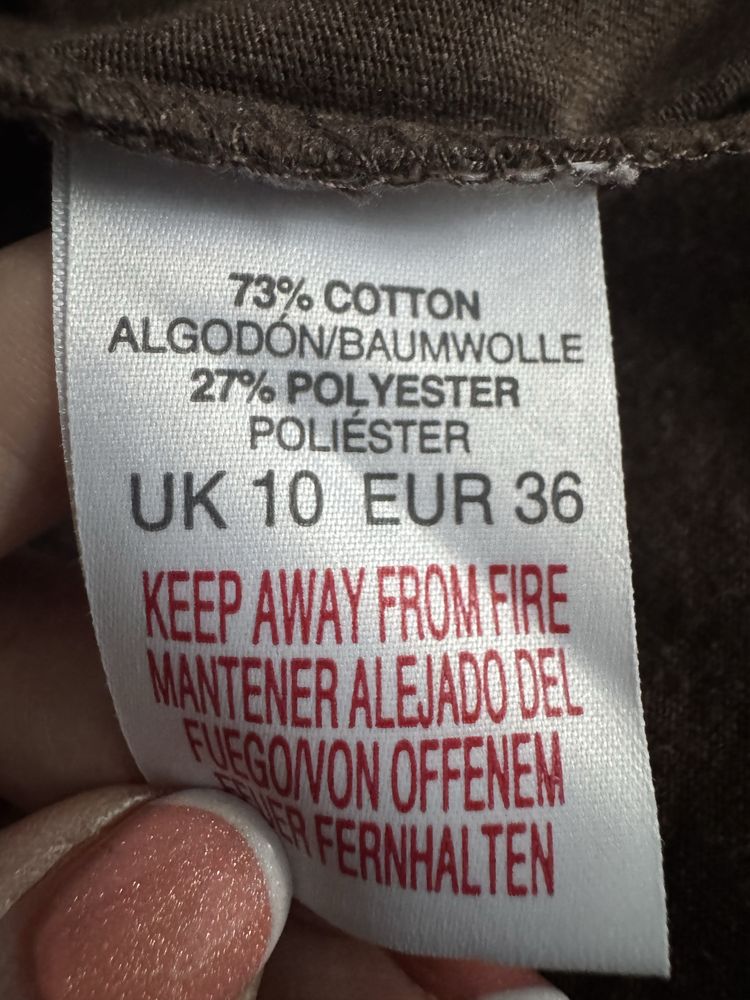 73% COTTON
ALGODÓN/BAUMWOLLE
27% POLYESTER
POLIÉSTER
UK 10 EUR 36
KEEP AWAY FROM FIRE
MANTENER ALEJADO DEL
FUEGO/VON OFFENEM
FEUER FERNHALTEN